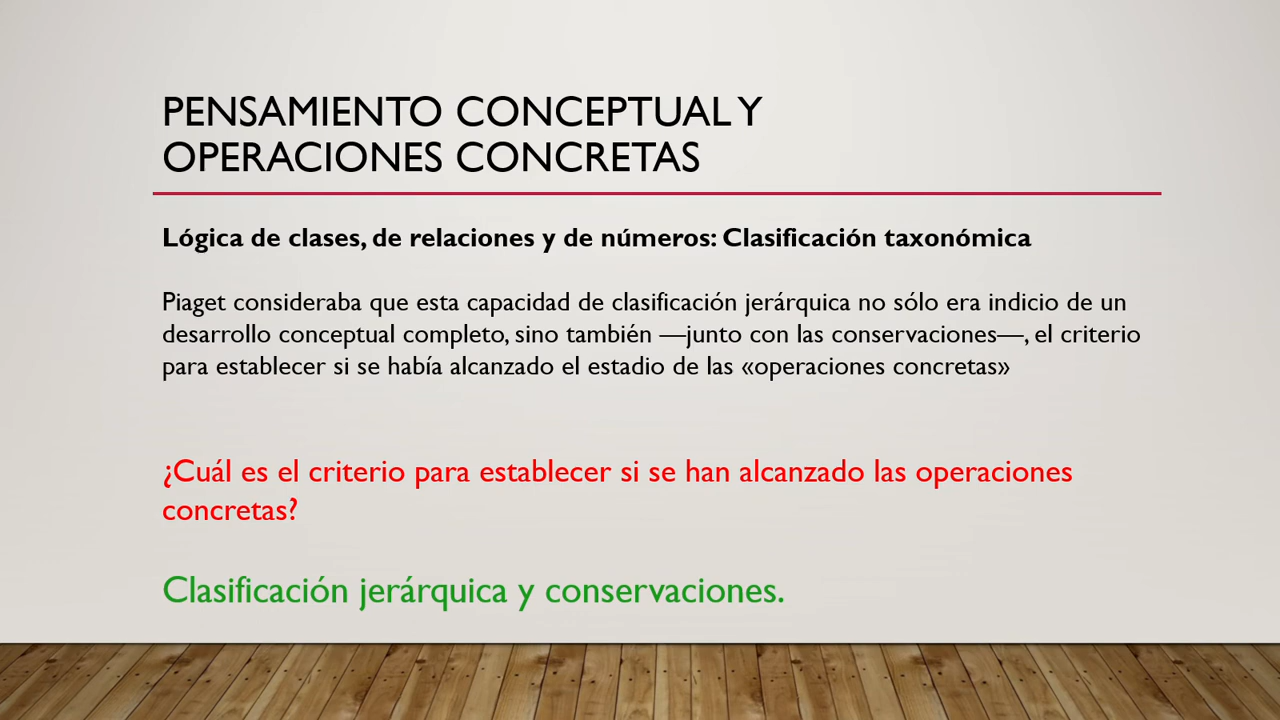 PENSAMIENTO CONCEPTUAL Y
OPERACIONES CONCRETAS
Lógica de clases, de relaciones y de números: Clasificación taxonómica
Piaget consideraba que esta capacidad de clasificación jerárquica no sólo era indicio de un
desarrollo conceptual completo, sino también —junto con las conservaciones—, el criterio
para establecer si se había alcanzado el estadio de las «operaciones concretas»
¿Cuál es el criterio para establecer si se han alcanzado las operaciones
concretas?
Clasificación jerárquica y conservaciones.